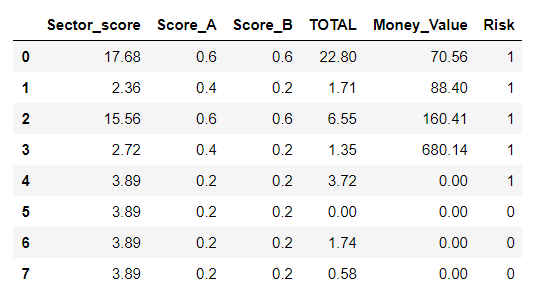 Sector_score Score_A Score_B TOTAL Money_Value Risk
0 17.68 0.6 0.6 22.80 70.56 1
1 2.36 0.4 0.2 1.71 88.40 1
2 15.56 0.6 0.6 6.55 160.41 1
3 2.72 0.4 0.2 1.35 680.14 1
4 3.89 0.2 0.2 3.72 0.00 1
5 3.89 0.2 0.2 0.00 0.00 0
6 3.89 0.2 0.2 1.74 0.00 0
7 3.89 0.2 0.2 0.58 0.00 0